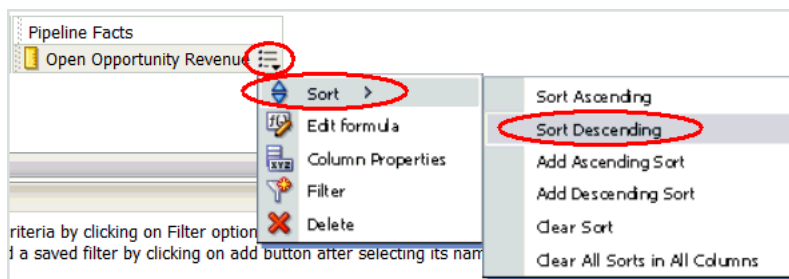 Pipeline Facts
Open Opportunity Revenue
Sort >
Edit formula
Column Properties
Filter
Delete
Sort Ascending
Sort Descending
Add Ascending Sort
Add Descending Sort
Clear Sort
Clear All Sorts in All Columns
riteria by clicking on Filter option
a saved filter by clicking on add button after selecting its nam